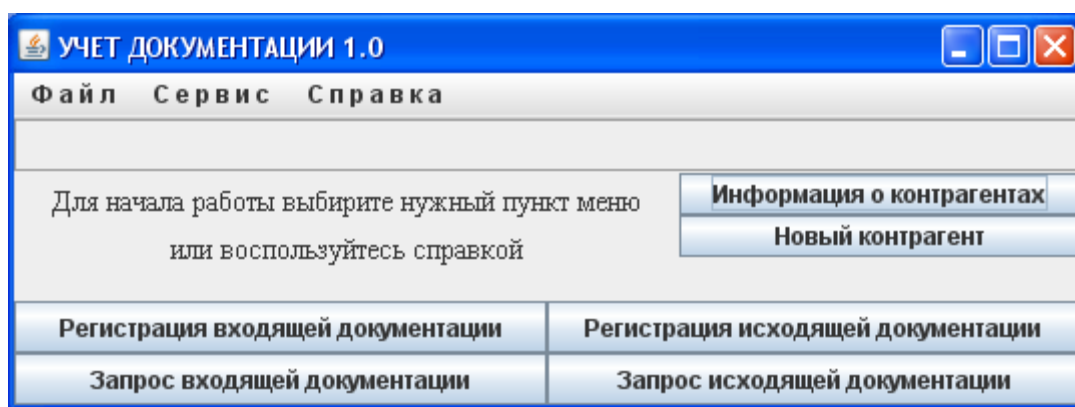 УЧЕТ ДОКУМЕНТАЦИИ 1.0
Файл Сервис Справка
Для начала работы выбирите нужный пункт меню
или воспользуйтесь справкой
Информация о контрагентах
Новый контрагент
Регистрация входящей документации
Регистрация исходящей документации
Запрос входящей документации
Запрос исходящей документации